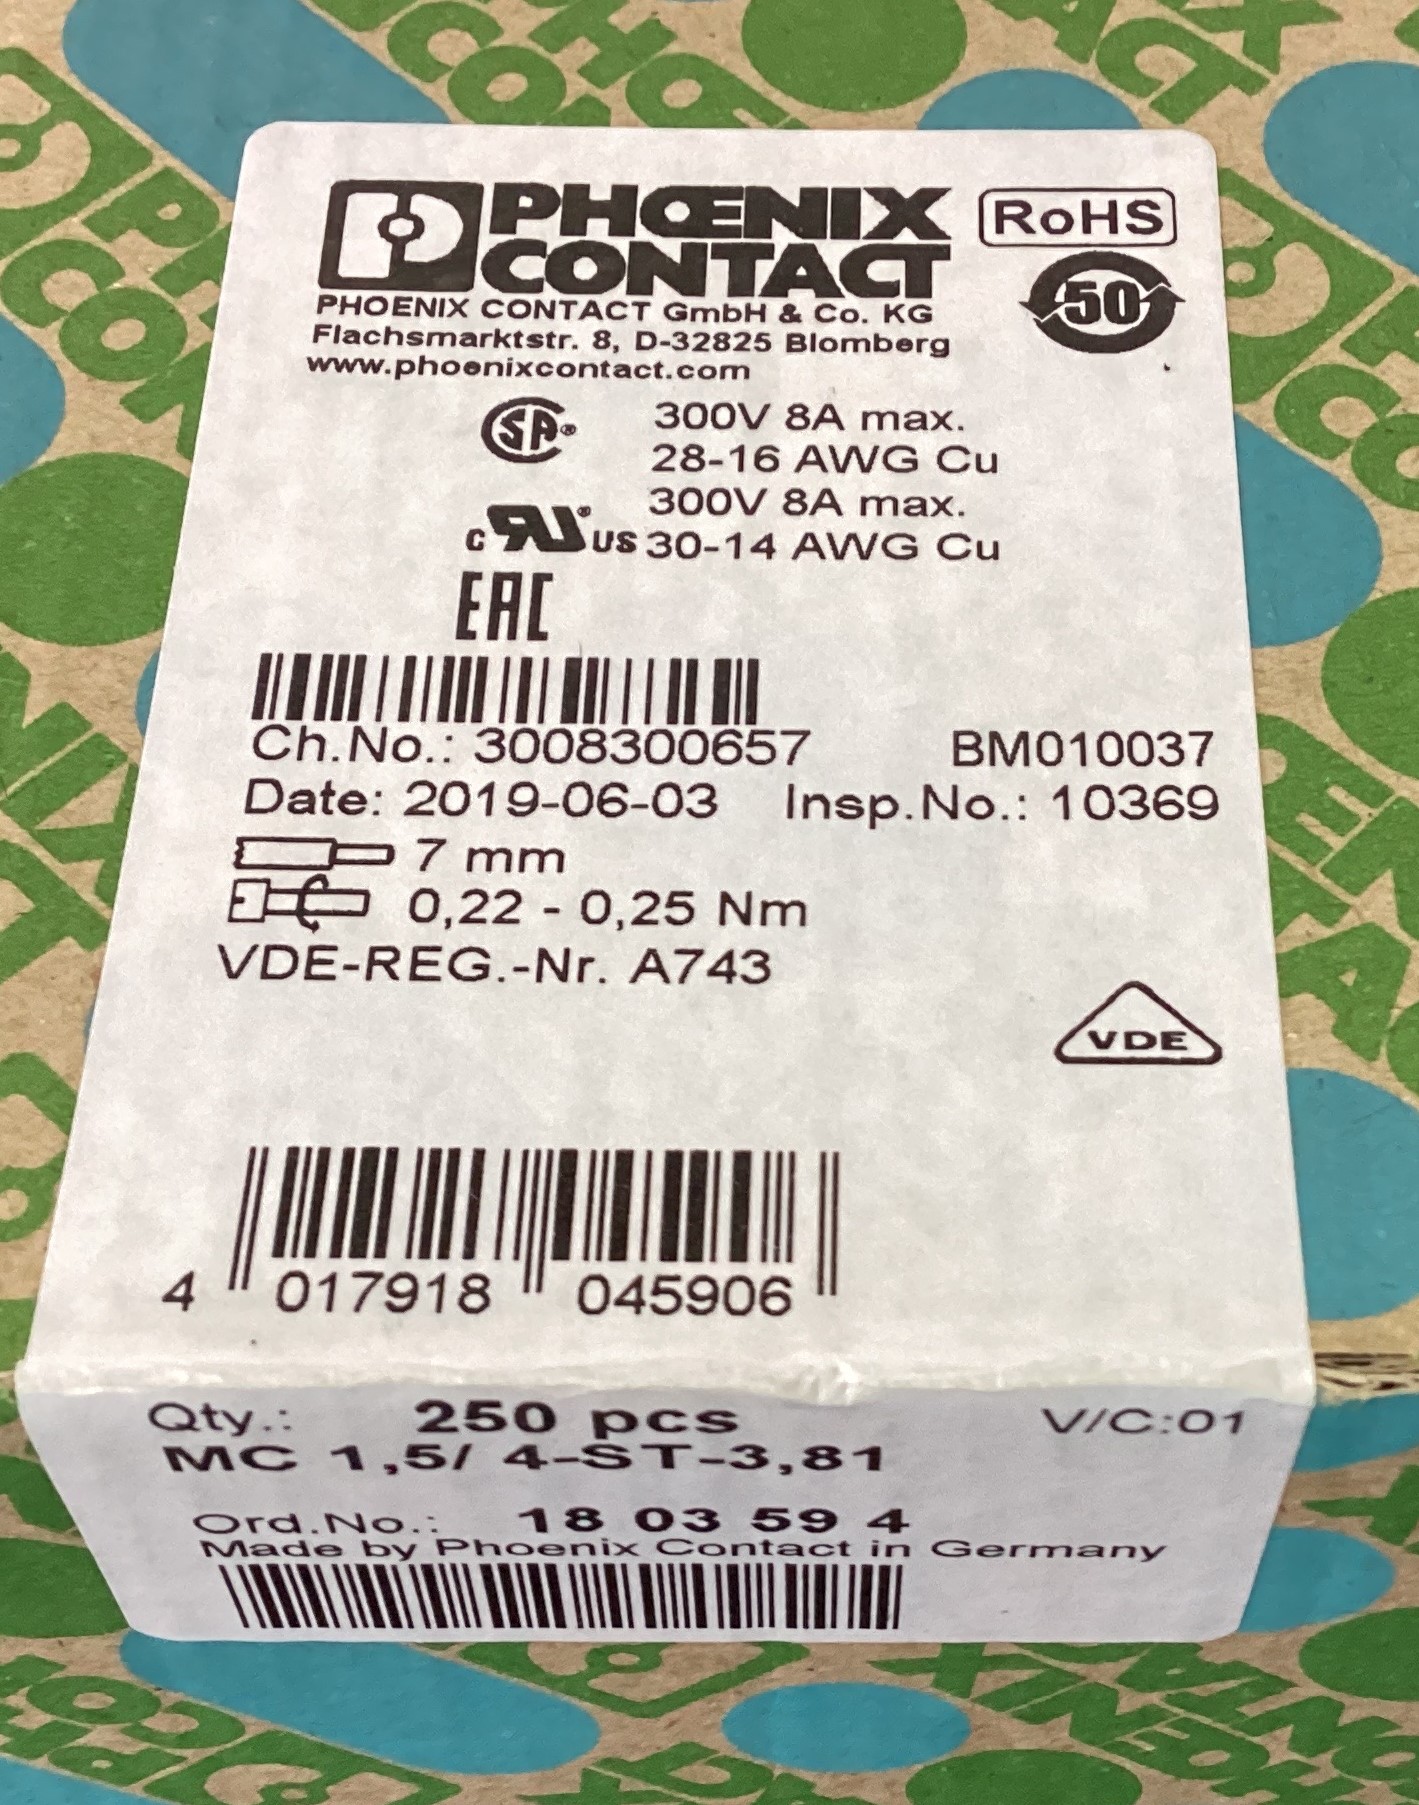 PHŒNIX
CONTACT
RoHS
50
PHOENIX CONTACT GmbH & Co. KG
Flachsmarktstr. 8, D-32825 Blomberg
www.phoenixcontact.com
SA® 300V 8A max.
28-16 AWG Cu
300V 8A max.
c RU® US 30-14 AWG Cu
EAC
Ch.No.: 3008300657 BM010037
Date: 2019-06-03 Insp.No.: 10369
7 mm
0,22 - 0,25 Nm
VDE-REG.-Nr. A743
VDE
4 017918 045906
Qty.: 250 pcs V/C:01
MC 1,5/ 4-ST-3,81
Ord.No.: 18 03 59 4
Made by Phoenix Contact in Germany